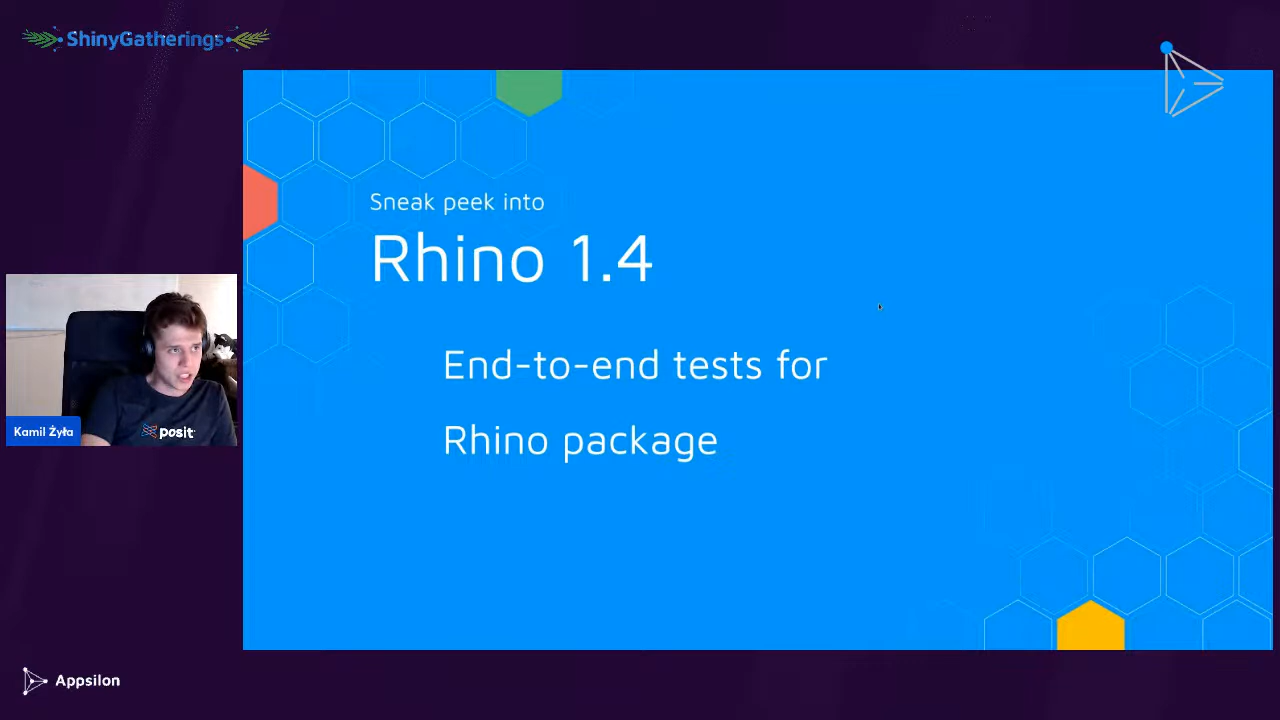 ShinyGatherings
Sneak peek into
Rhino 1.4
End-to-end tests for
Rhino package
Kamil Żyła
posit
Appsilon